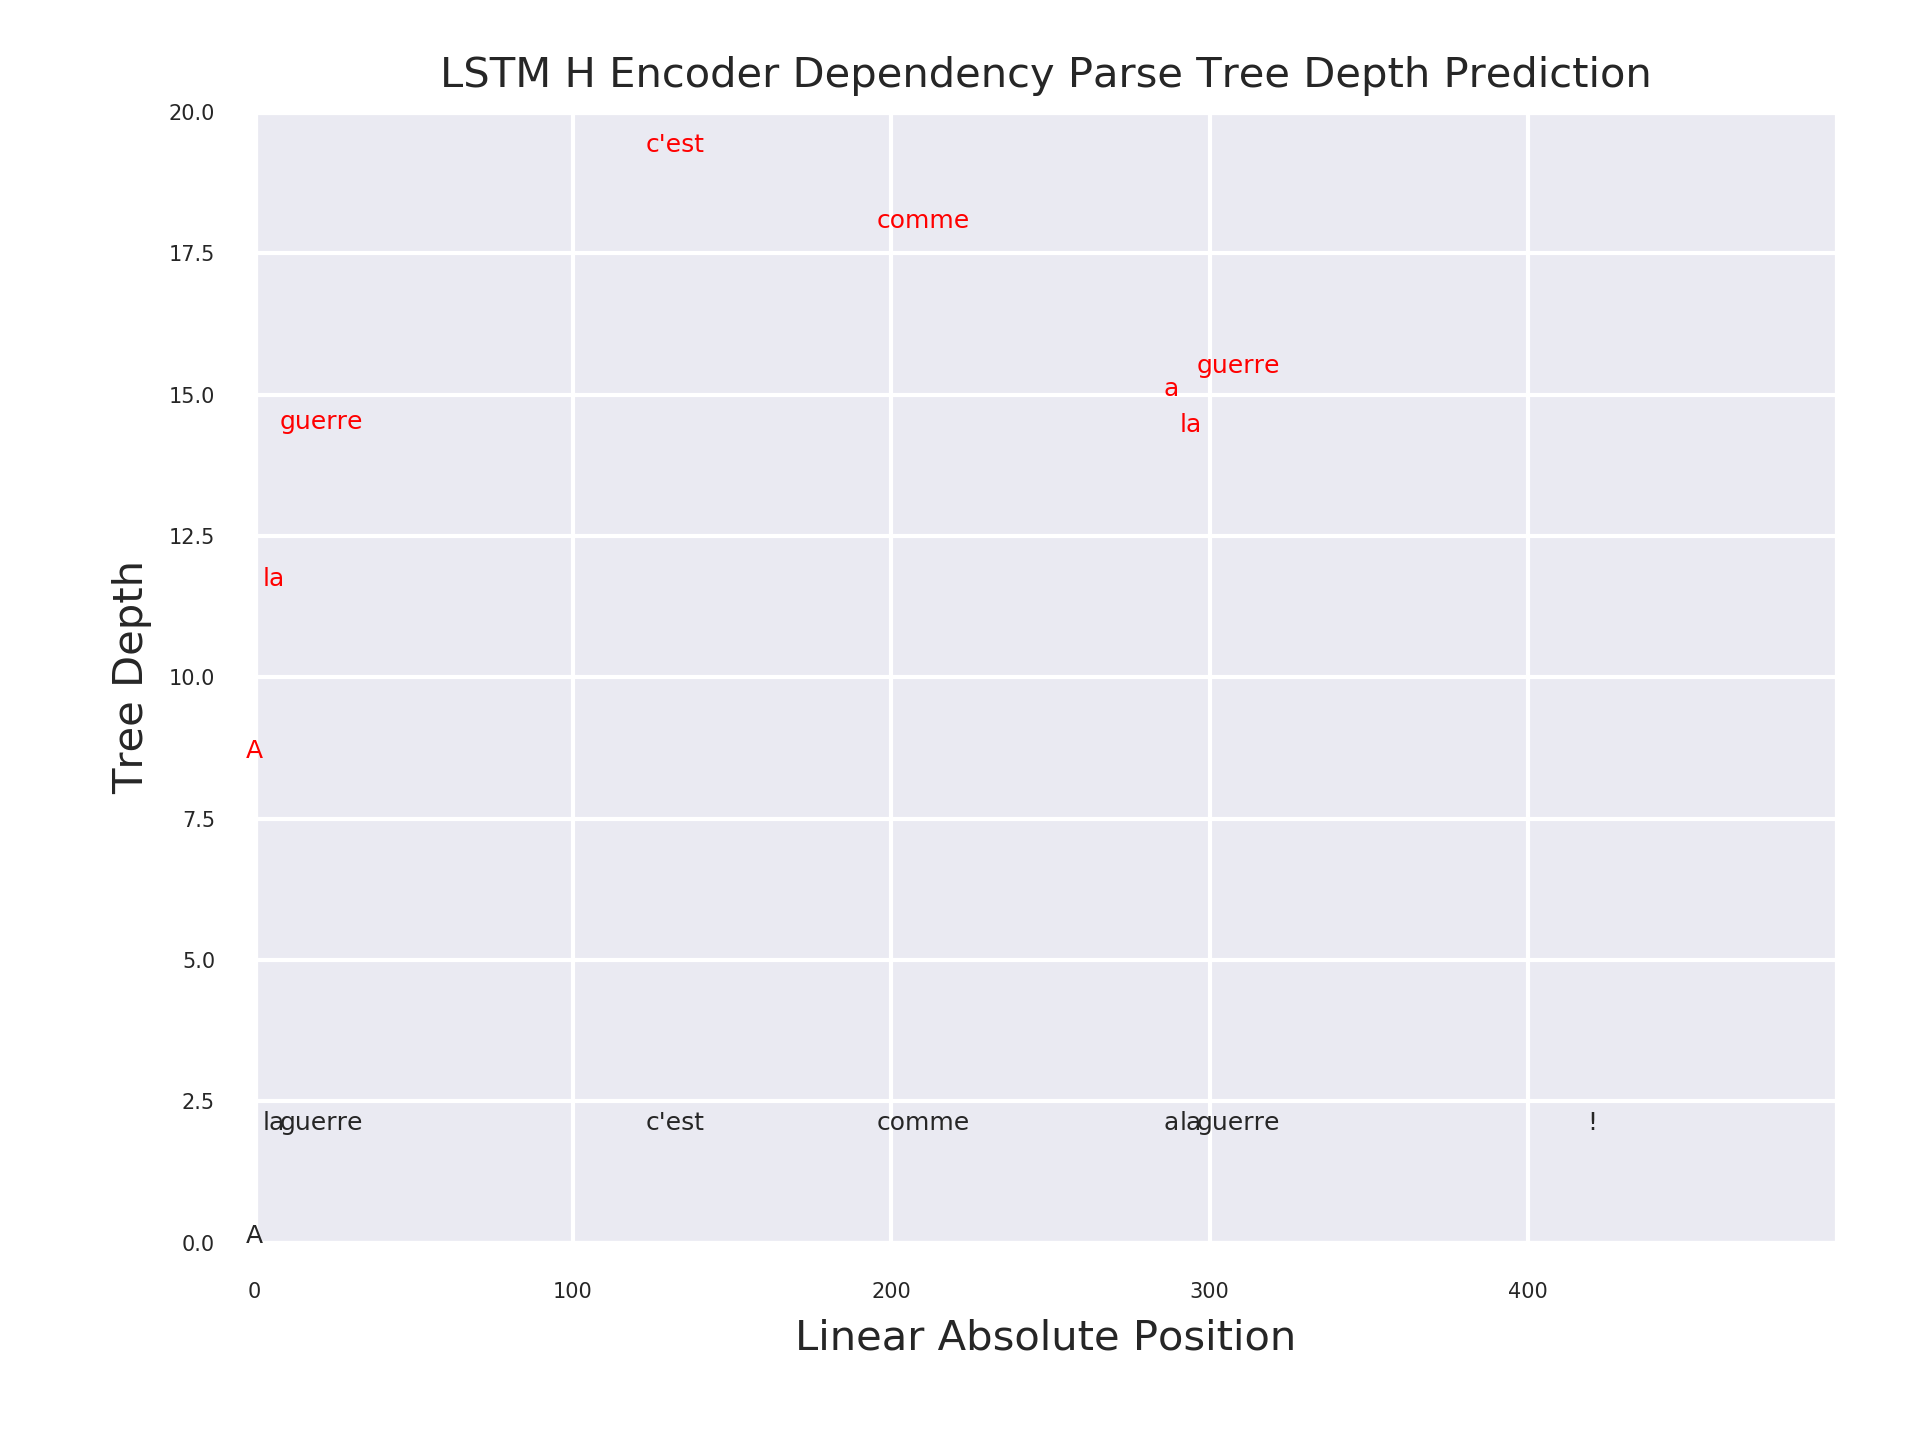 LSTM H Encoder Dependency Parse Tree Depth Prediction
20.0
c'est
comme
17.5
guerre
a
15.0
guerre
la
12.5
la
10.0
A
7.5
5.0
2.5
la guerre c'est comme a la guerre !
A
0.0
0 100 200 300 400
Linear Absolute Position
Tree Depth